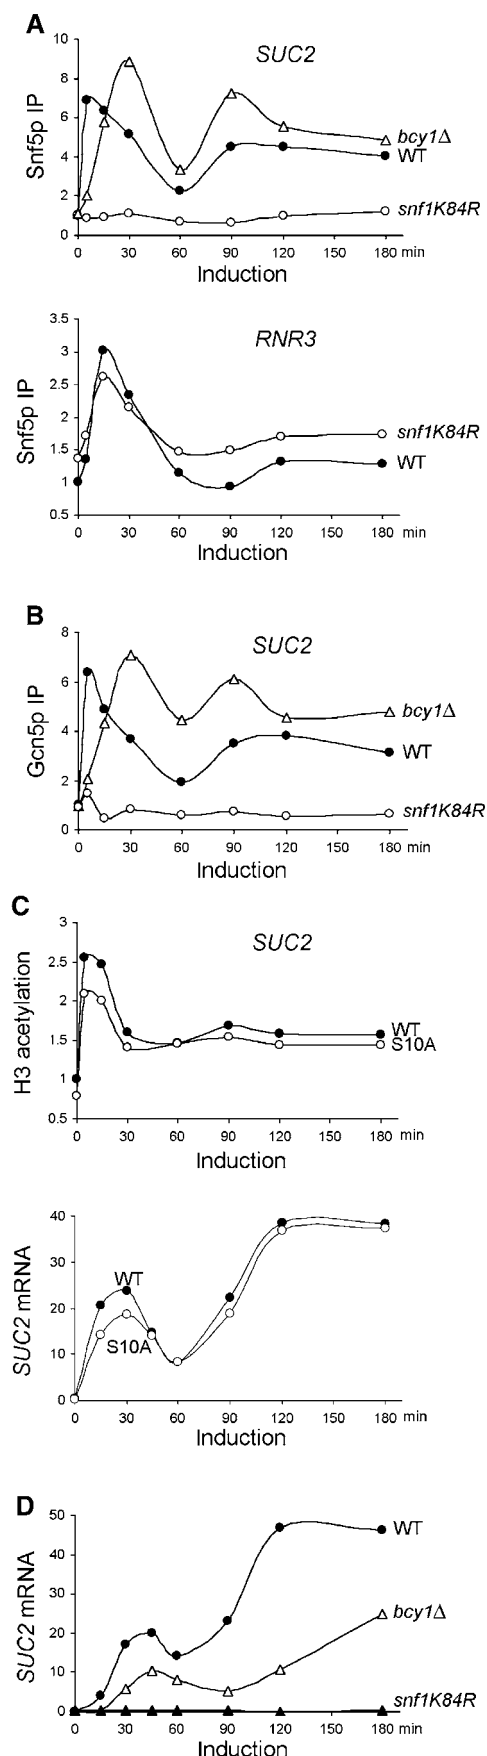 A
SUC2
Snf5p IP
10
8
6
4
2
0
bcy1Δ
WT
snf1K84R
0 30 60 90 120 150 180 min
Induction
RNR3
Snf5p IP
3.5
3
2.5
2
1.5
1
0.5
snf1K84R
WT
0 30 60 90 120 150 180 min
Induction
B
SUC2
Gcn5p IP
8
6
4
2
0
bcy1Δ
WT
snf1K84R
0 30 60 90 120 150 180 min
Induction
C
SUC2
H3 acetylation
3
2.5
2
1.5
1
0.5
WT
S10A
0 30 60 90 120 150 180 min
Induction
SUC2 mRNA
40
30
20
10
0
WT
S10A
0 30 60 90 120 150 180 min
Induction
D
SUC2 mRNA
50
40
30
20
10
0
WT
bcy1Δ
snf1K84R
0 30 60 90 120 150 180 min
Induction